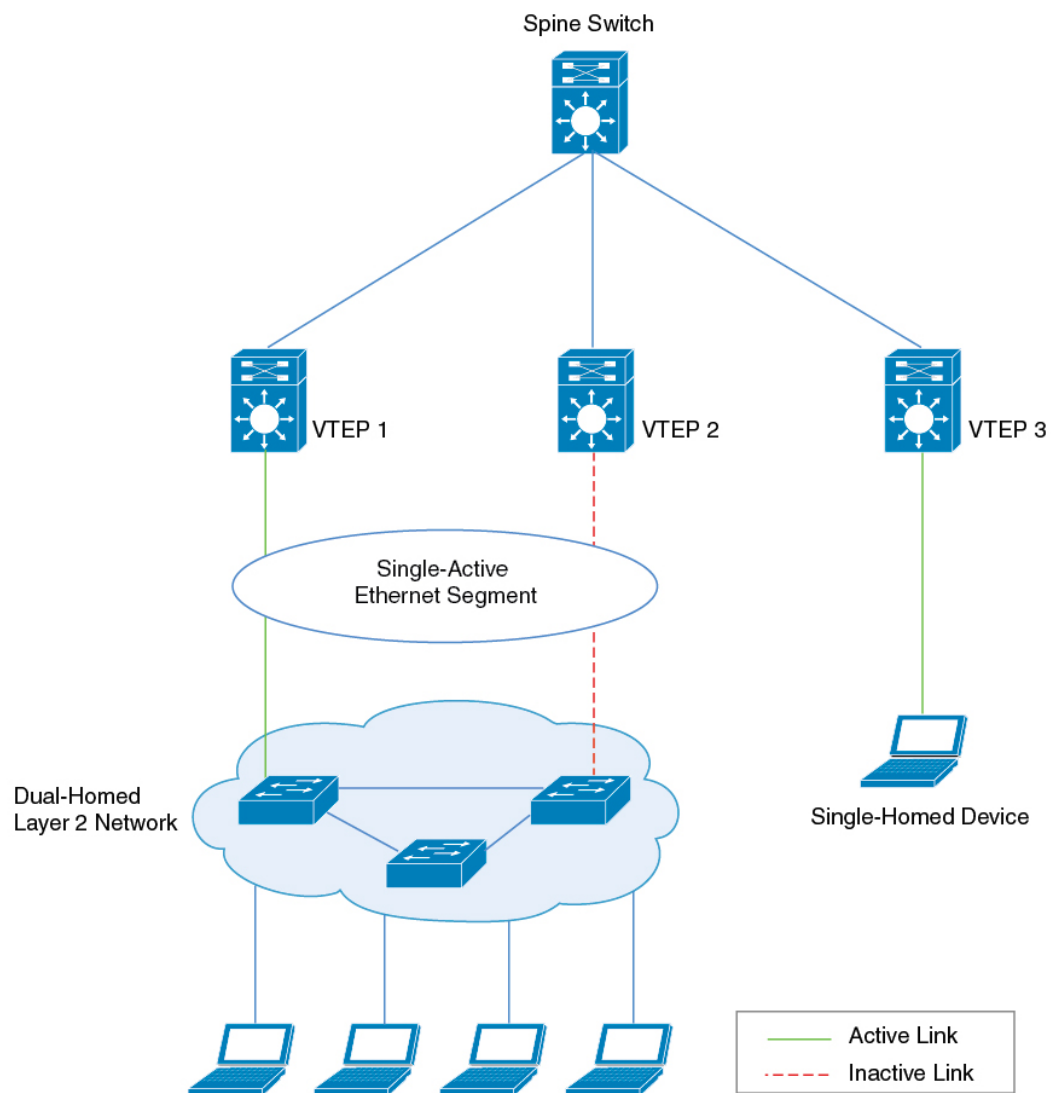 Spine Switch
VTEP 1
VTEP 2
VTEP 3
Single-Active
Ethernet Segment
Dual-Homed
Layer 2 Network
Single-Homed Device
Active Link
Inactive Link